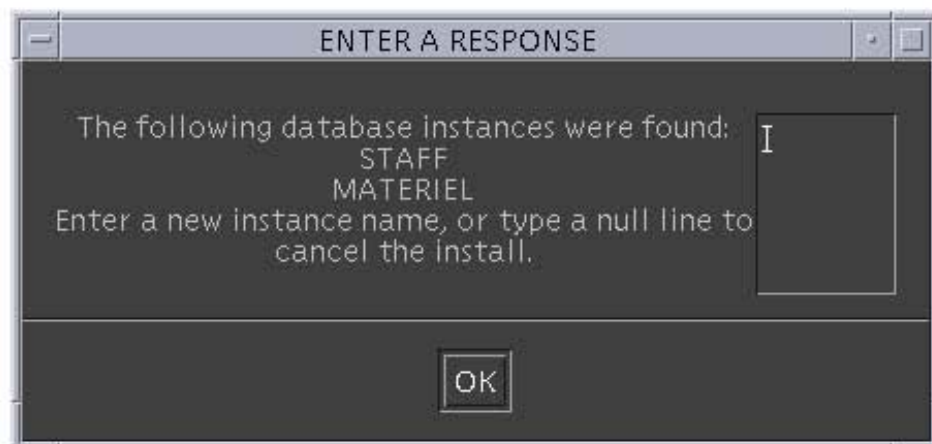 ENTER A RESPONSE
The following database instances were found:
STAFF
MATERIEL
Enter a new instance name, or type a null line to
cancel the install.
OK